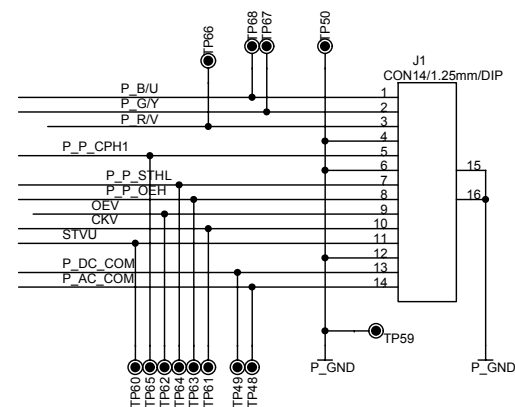 TP66
TP68
TP67
TP50
J1
CON14/1.25mm/DIP
P_B/U
1
P_G/Y
2
P_R/V
3
4
P_P_CPH1
5
6
15
P_P_STHL
7
P_P_OEH
8
16
OEV
9
CKV
10
STVU
11
12
P_DC_COM
13
P_AC_COM
14
TP59
P_GND
P_GND
TP60
TP65
TP62
TP64
TP63
TP61
TP49
TP48